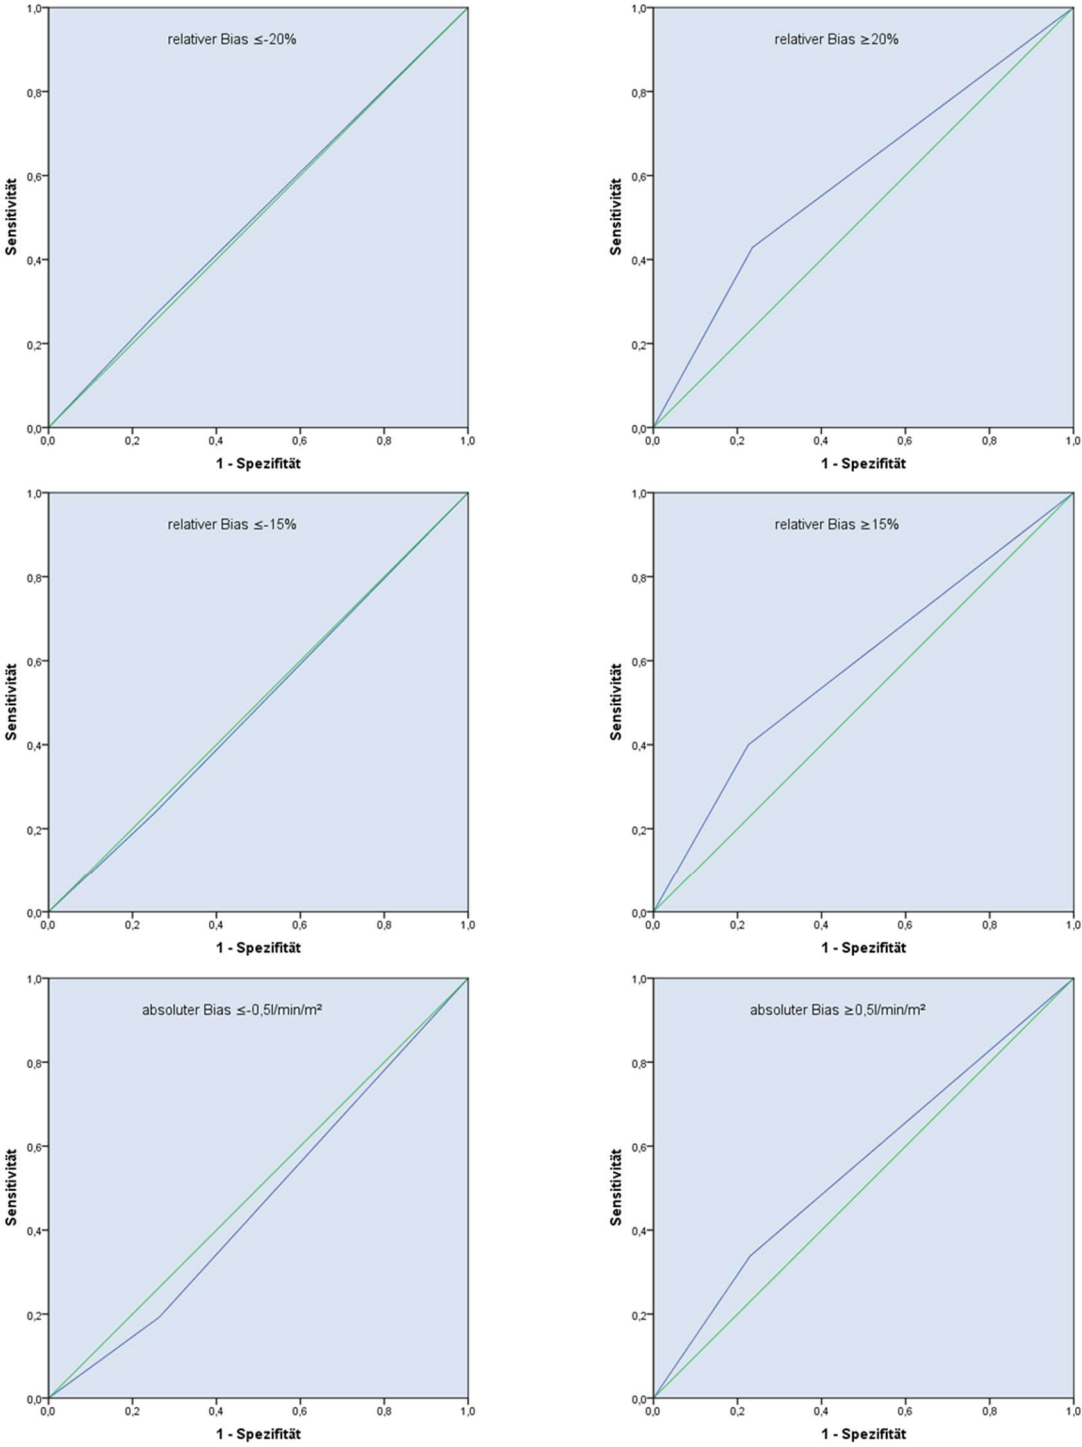 relativer Bias ≤-20%
Sensitivität
1,0
0,8
0,6
0,4
0,2
0,0
0,0 0,2 0,4 0,6 0,8 1,0
1 - Spezifität
relativer Bias ≥20%
Sensitivität
1,0
0,8
0,6
0,4
0,2
0,0
0,0 0,2 0,4 0,6 0,8 1,0
1 - Spezifität
relativer Bias ≤-15%
Sensitivität
1,0
0,8
0,6
0,4
0,2
0,0
0,0 0,2 0,4 0,6 0,8 1,0
1 - Spezifität
relativer Bias ≥15%
Sensitivität
1,0
0,8
0,6
0,4
0,2
0,0
0,0 0,2 0,4 0,6 0,8 1,0
1 - Spezifität
absoluter Bias ≤-0,5l/min/m²
Sensitivität
1,0
0,8
0,6
0,4
0,2
0,0
0,0 0,2 0,4 0,6 0,8 1,0
1 - Spezifität
absoluter Bias ≥0,5l/min/m²
Sensitivität
1,0
0,8
0,6
0,4
0,2
0,0
0,0 0,2 0,4 0,6 0,8 1,0
1 - Spezifität